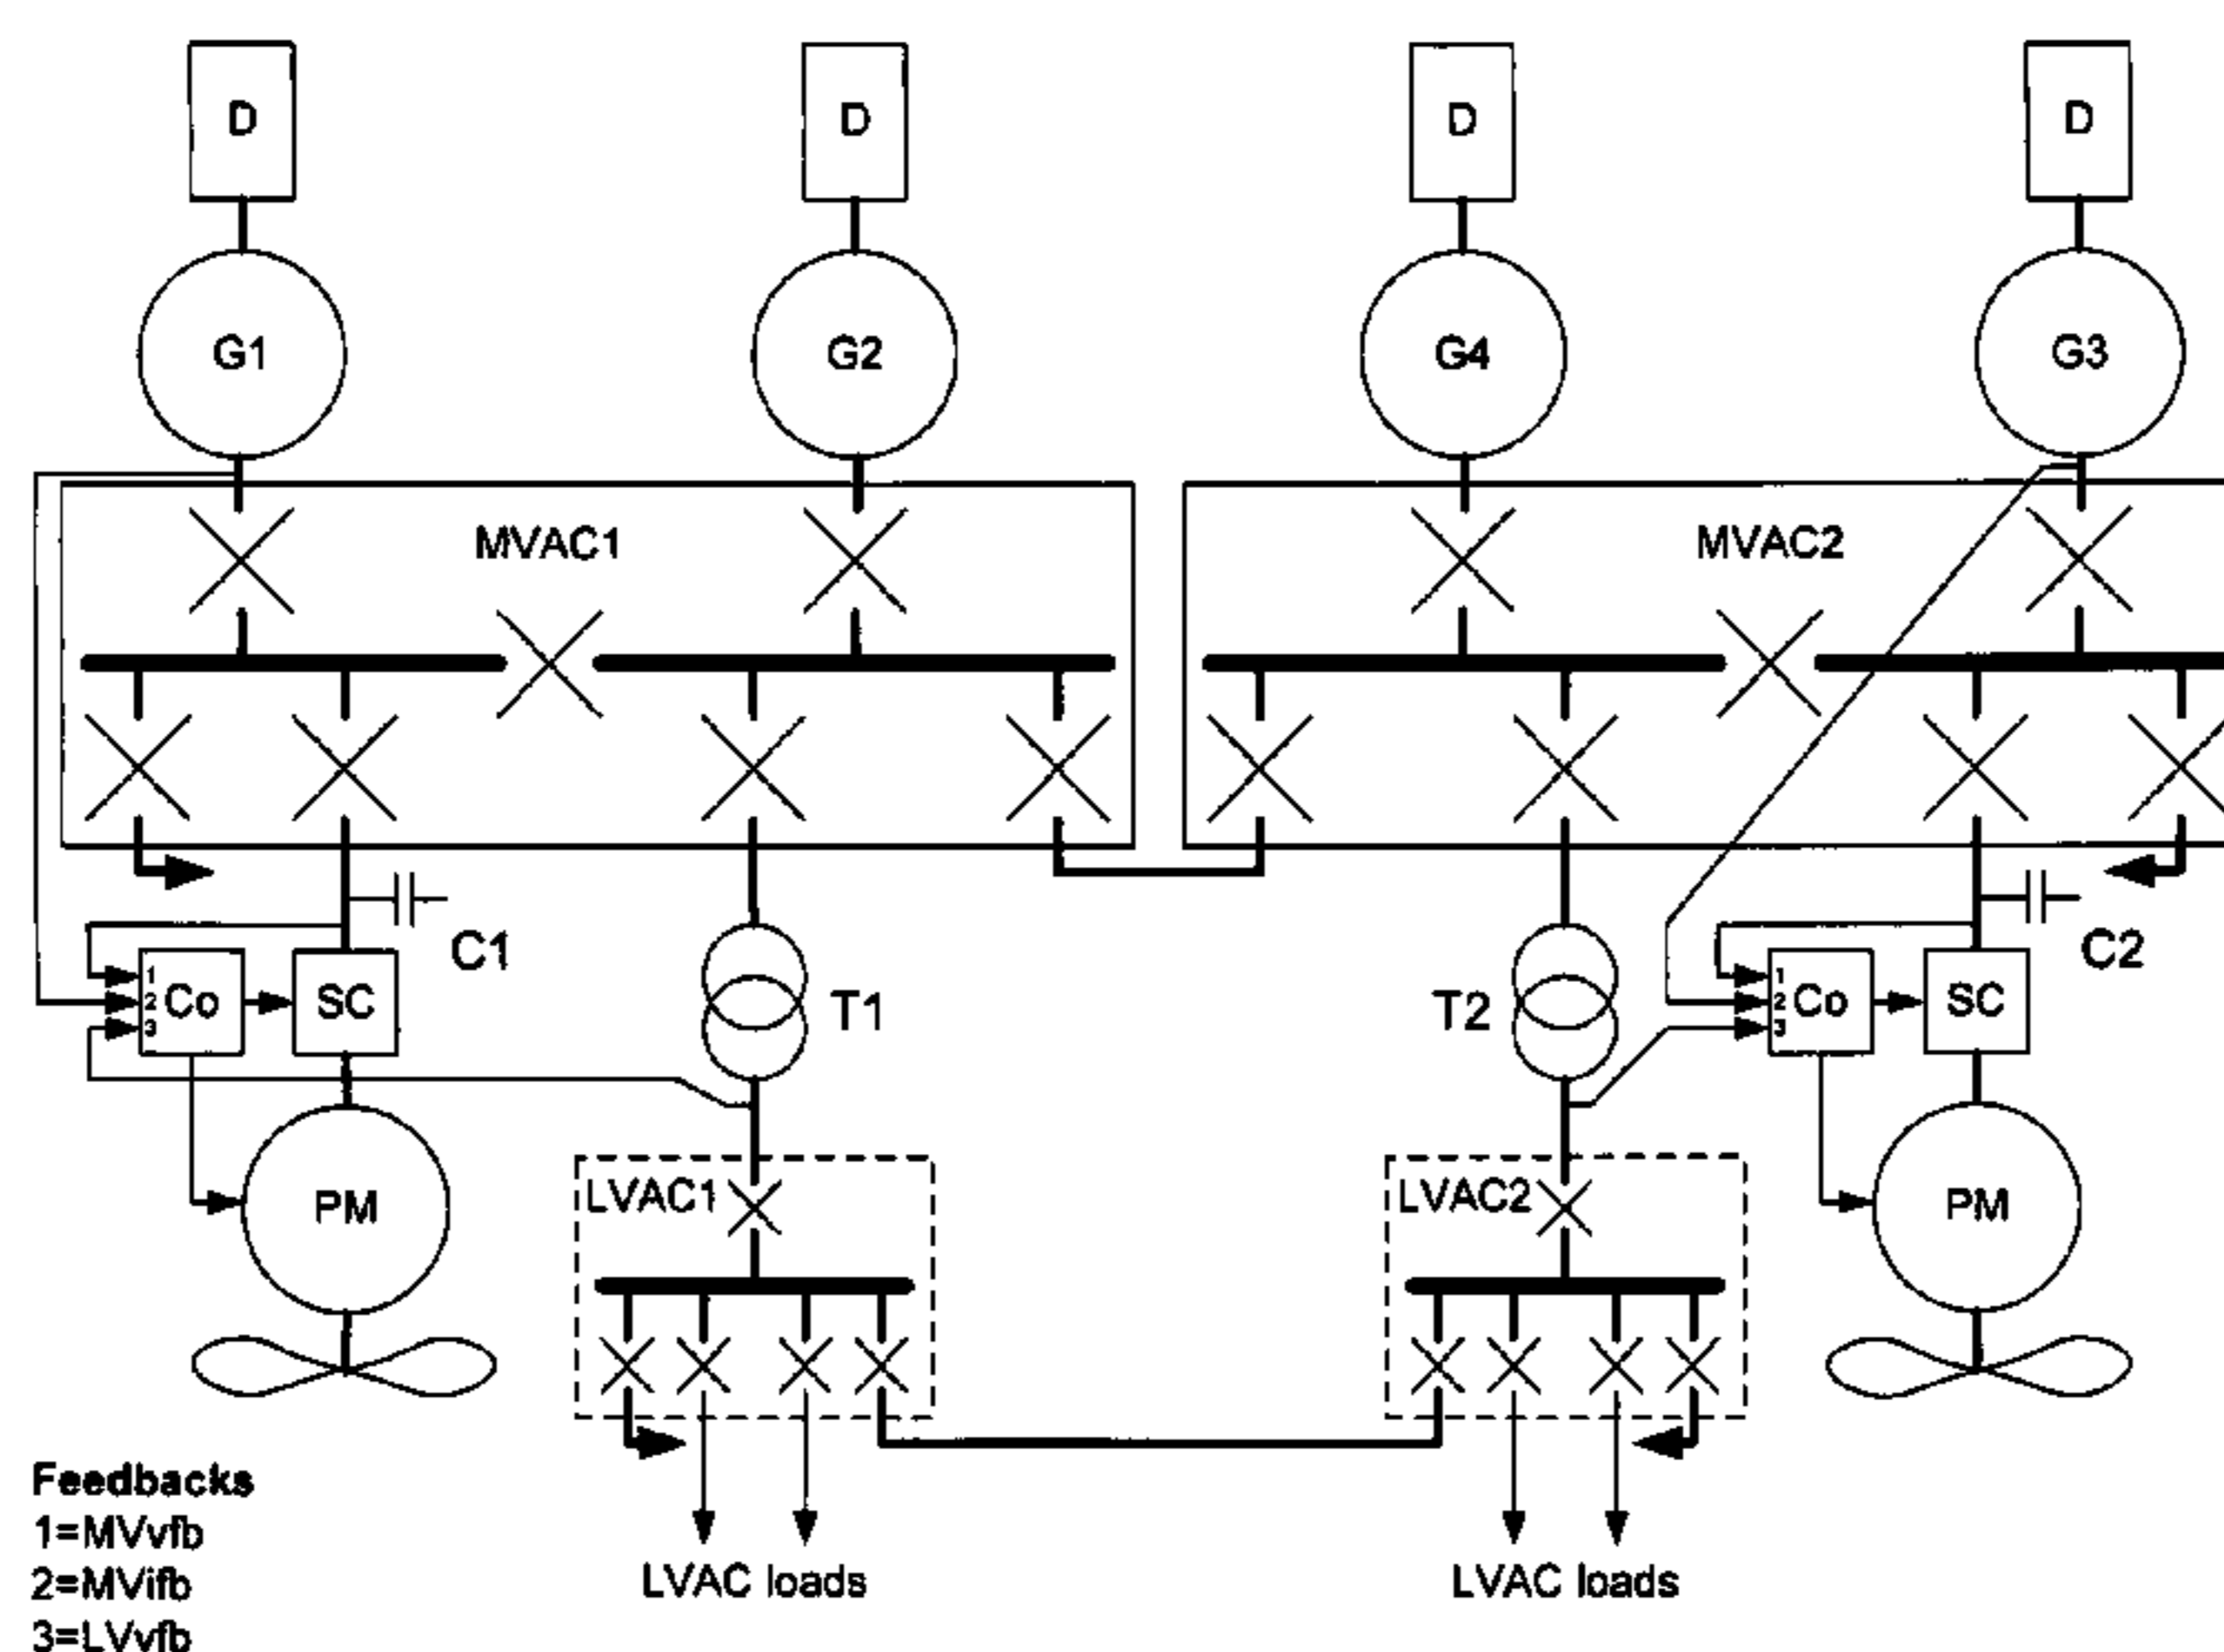 D D D D
G1 G2 G4 G3
MVAC1 MVAC2
C1 C2
1
2 Co SC
3
T1 T2
1
2 Co SC
3
PM PM
LVAC1 LVAC2
Feedbacks
1=MVvfb
2=MVifb
3=LVvfb
LVAC loads LVAC loads